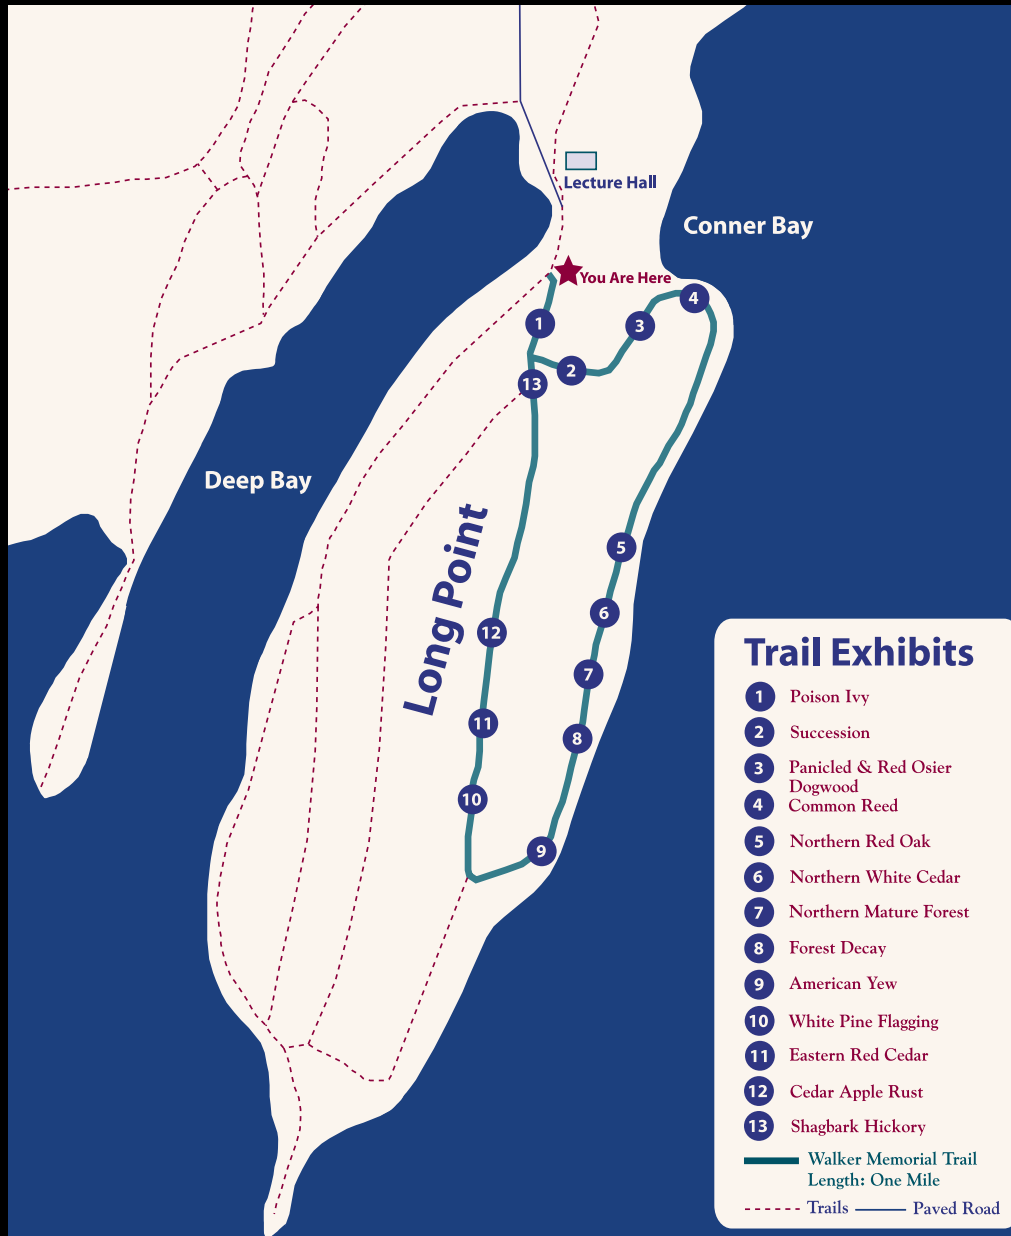 Lecture Hall
Conner Bay
You Are Here
4
1
3
2
13
Deep Bay
Long Point
5
6
12
7
11
8
10
9
Trail Exhibits
1 Poison Ivy
2 Succession
3 Panicled & Red Osier
Dogwood
4 Common Reed
5 Northern Red Oak
6 Northern White Cedar
7 Northern Mature Forest
8 Forest Decay
9 American Yew
10 White Pine Flagging
11 Eastern Red Cedar
12 Cedar Apple Rust
13 Shagbark Hickory
Walker Memorial Trail
Length: One Mile
Trails Paved Road